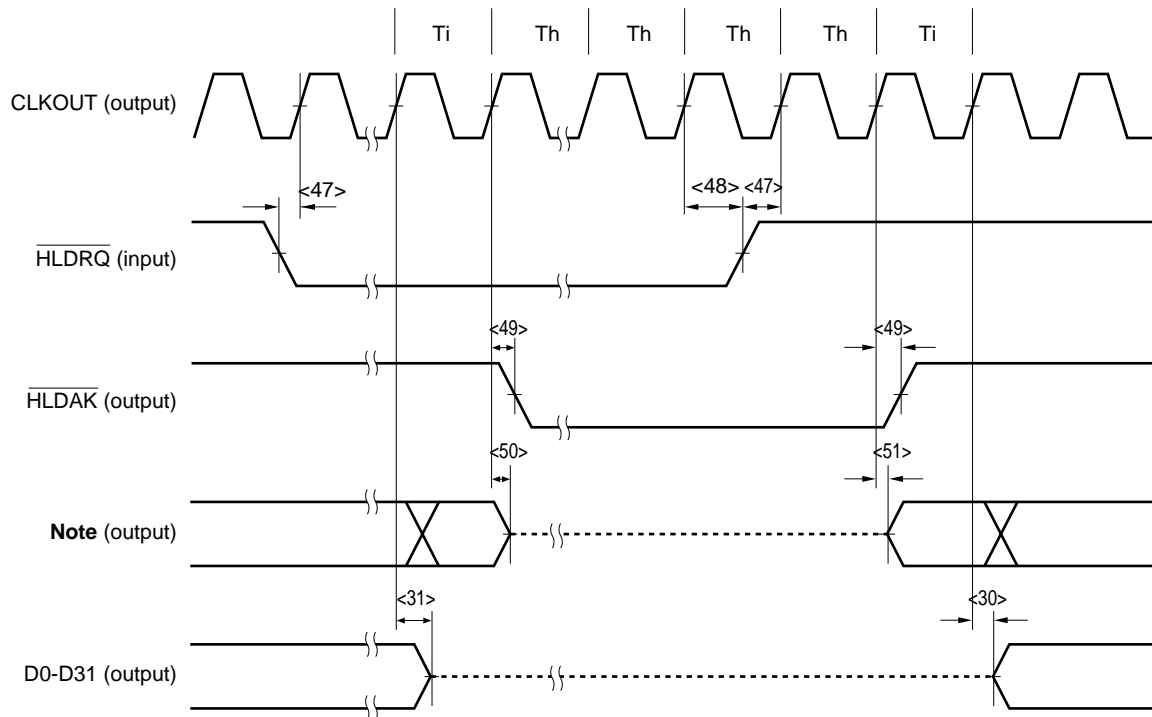 Ti Th Th Th Th Ti
CLKOUT (output)
<47> <48> <47>
HLDRQ (input)
<49> <49>
HLDAK (output)
<50> <51>
Note (output)
<31> <30>
D0-D31 (output)